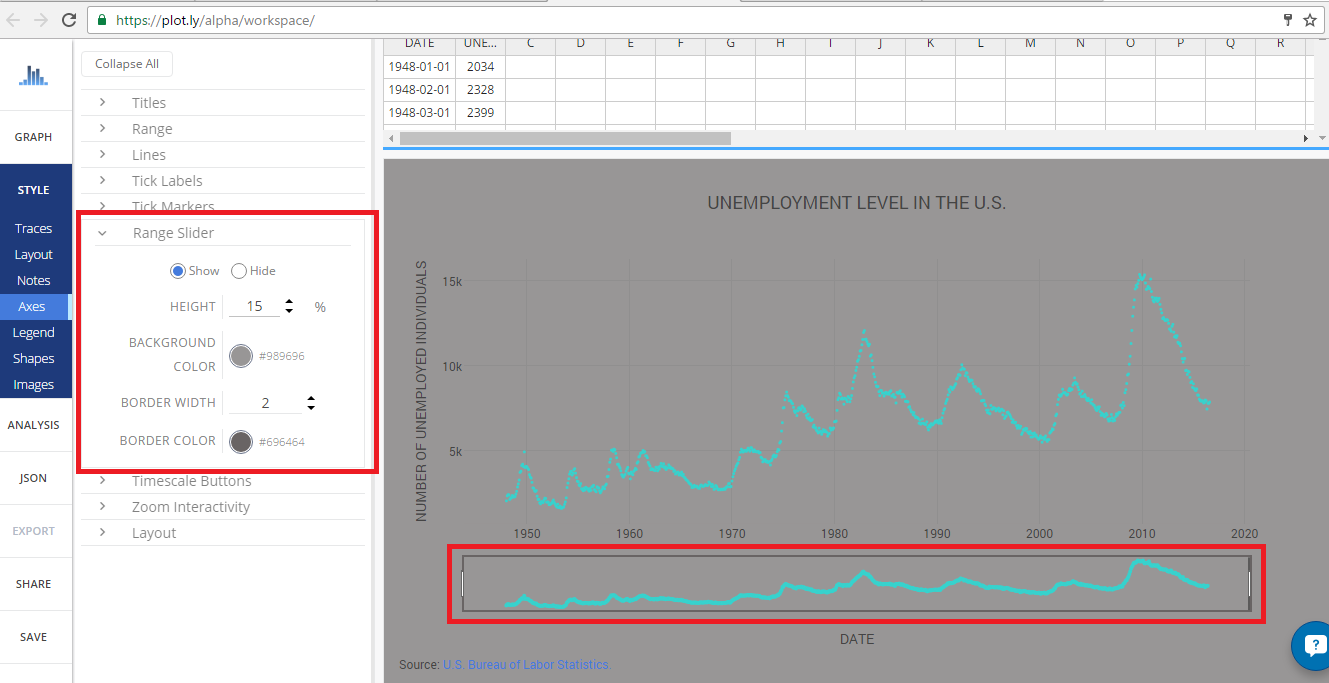 https://plot.ly/alpha/workspace/
Collapse All
Titles
Range
Lines
Tick Labels
Tick Markers
Range Slider
Show Hide
HEIGHT 15 %
BACKGROUND
COLOR
#989696
BORDER WIDTH 2
BORDER COLOR #696464
Timescale Buttons
Zoom Interactivity
Layout
GRAPH
STYLE
Traces
Layout
Notes
Axes
Legend
Shapes
Images
ANALYSIS
JSON
EXPORT
SHARE
SAVE
DATE UNE... C D E F G H I J K L M N O P Q R
1948-01-01 2034
1948-02-01 2328
1948-03-01 2399
UNEMPLOYMENT LEVEL IN THE U.S.
NUMBER OF UNEMPLOYED INDIVIDUALS
15k
10k
5k
1950 1960 1970 1980 1990 2000 2010 2020
DATE
Source: U.S. Bureau of Labor Statistics.